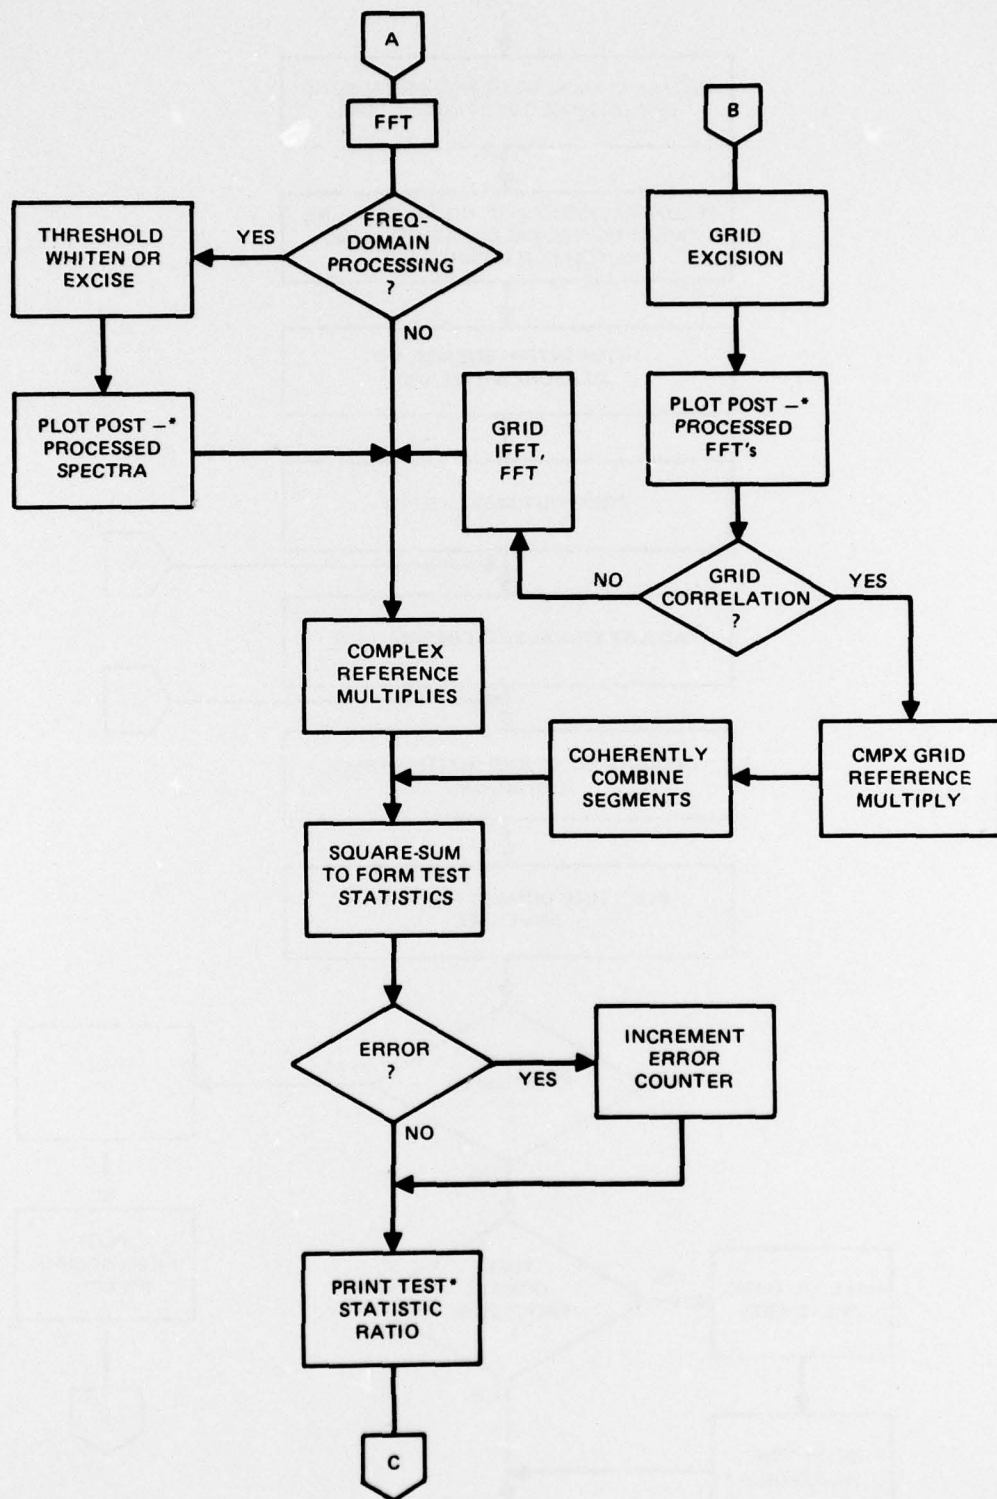 A
FFT
B
FREQ-
DOMAIN
PROCESSING
?
YES
NO
THRESHOLD
WHITEN OR
EXCISE
GRID
EXCISION
PLOT POST –*
PROCESSED
SPECTRA
GRID
IFFT,
FFT
PLOT POST –*
PROCESSED
FFT's
GRID
CORRELATION
?
NO
YES
COMPLEX
REFERENCE
MULTIPLIES
COHERENTLY
COMBINE
SEGMENTS
CMPX GRID
REFERENCE
MULTIPLY
SQUARE-SUM
TO FORM TEST
STATISTICS
ERROR
?
YES
NO
INCREMENT
ERROR
COUNTER
PRINT TEST*
STATISTIC
RATIO
C